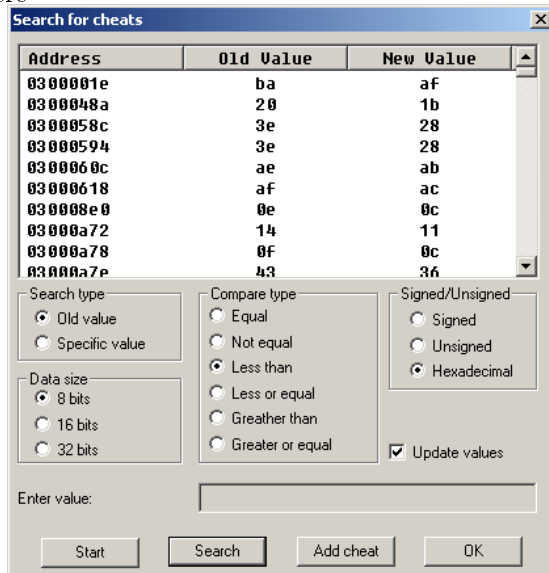 Search for cheats
Address Old Value New Value
0300001e ba af
0300048a 20 1b
0300058c 3e 28
03000594 3e 28
0300060c ae ab
03000618 af ac
030008e0 0e 0c
03000a72 14 11
03000a78 0f 0c
03000a7e 43 36
Search type
Old value
Specific value
Data size
8 bits
16 bits
32 bits
Compare type
Equal
Not equal
Less than
Less or equal
Greather than
Greater or equal
Signed/Unsigned
Signed
Unsigned
Hexadecimal
Update values
Enter value:
Start Search Add cheat OK